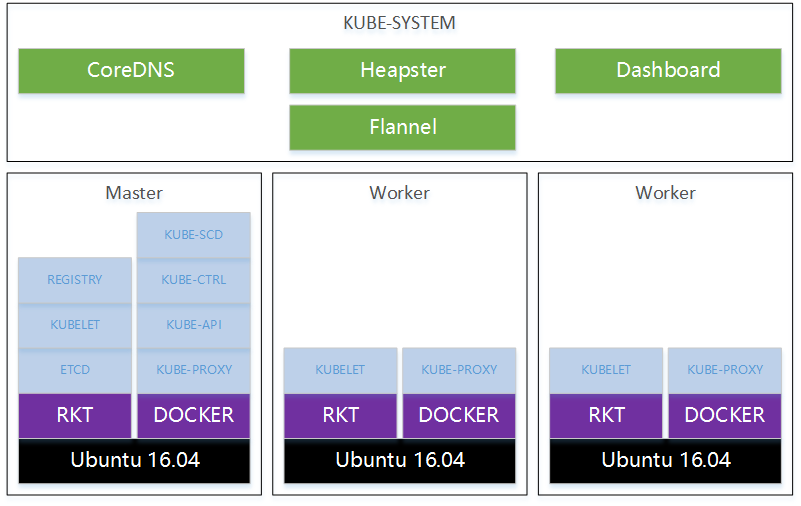 KUBE-SYSTEM
CoreDNS
Heapster
Dashboard
Flannel
Master
KUBE-SCD
REGISTRY
KUBE-CTRL
KUBELET
KUBE-API
ETCD
KUBE-PROXY
RKT
DOCKER
Ubuntu 16.04
Worker
KUBELET
KUBE-PROXY
RKT
DOCKER
Ubuntu 16.04
Worker
KUBELET
KUBE-PROXY
RKT
DOCKER
Ubuntu 16.04